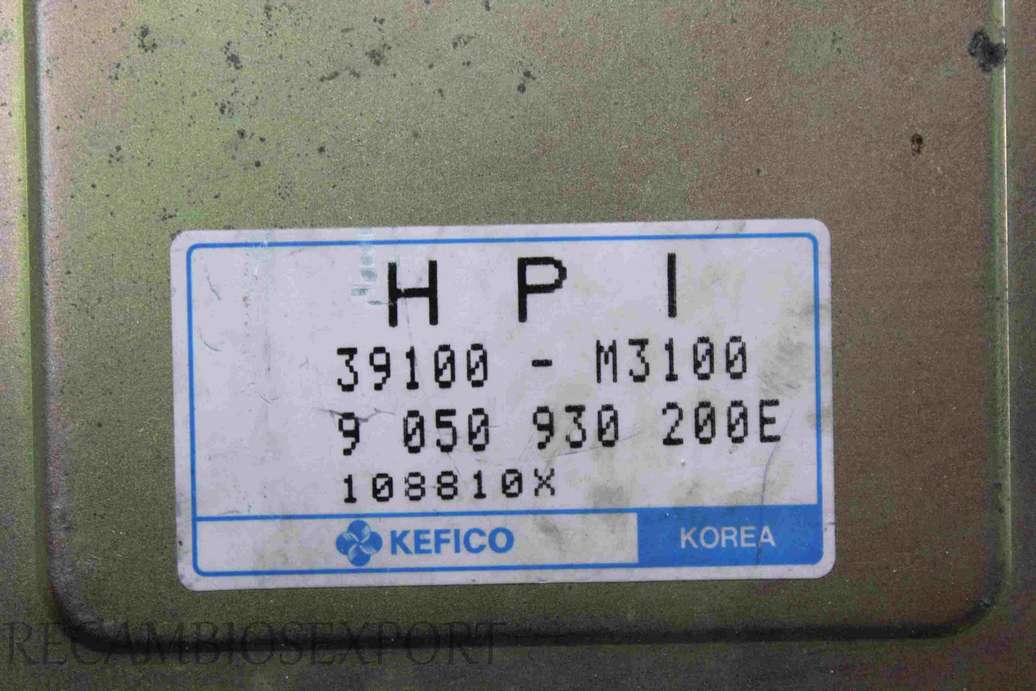 H P I
39100 - M3100
9 050 930 200E
108810X
KEFICO KOREA
RECAMBIOSEXPORT